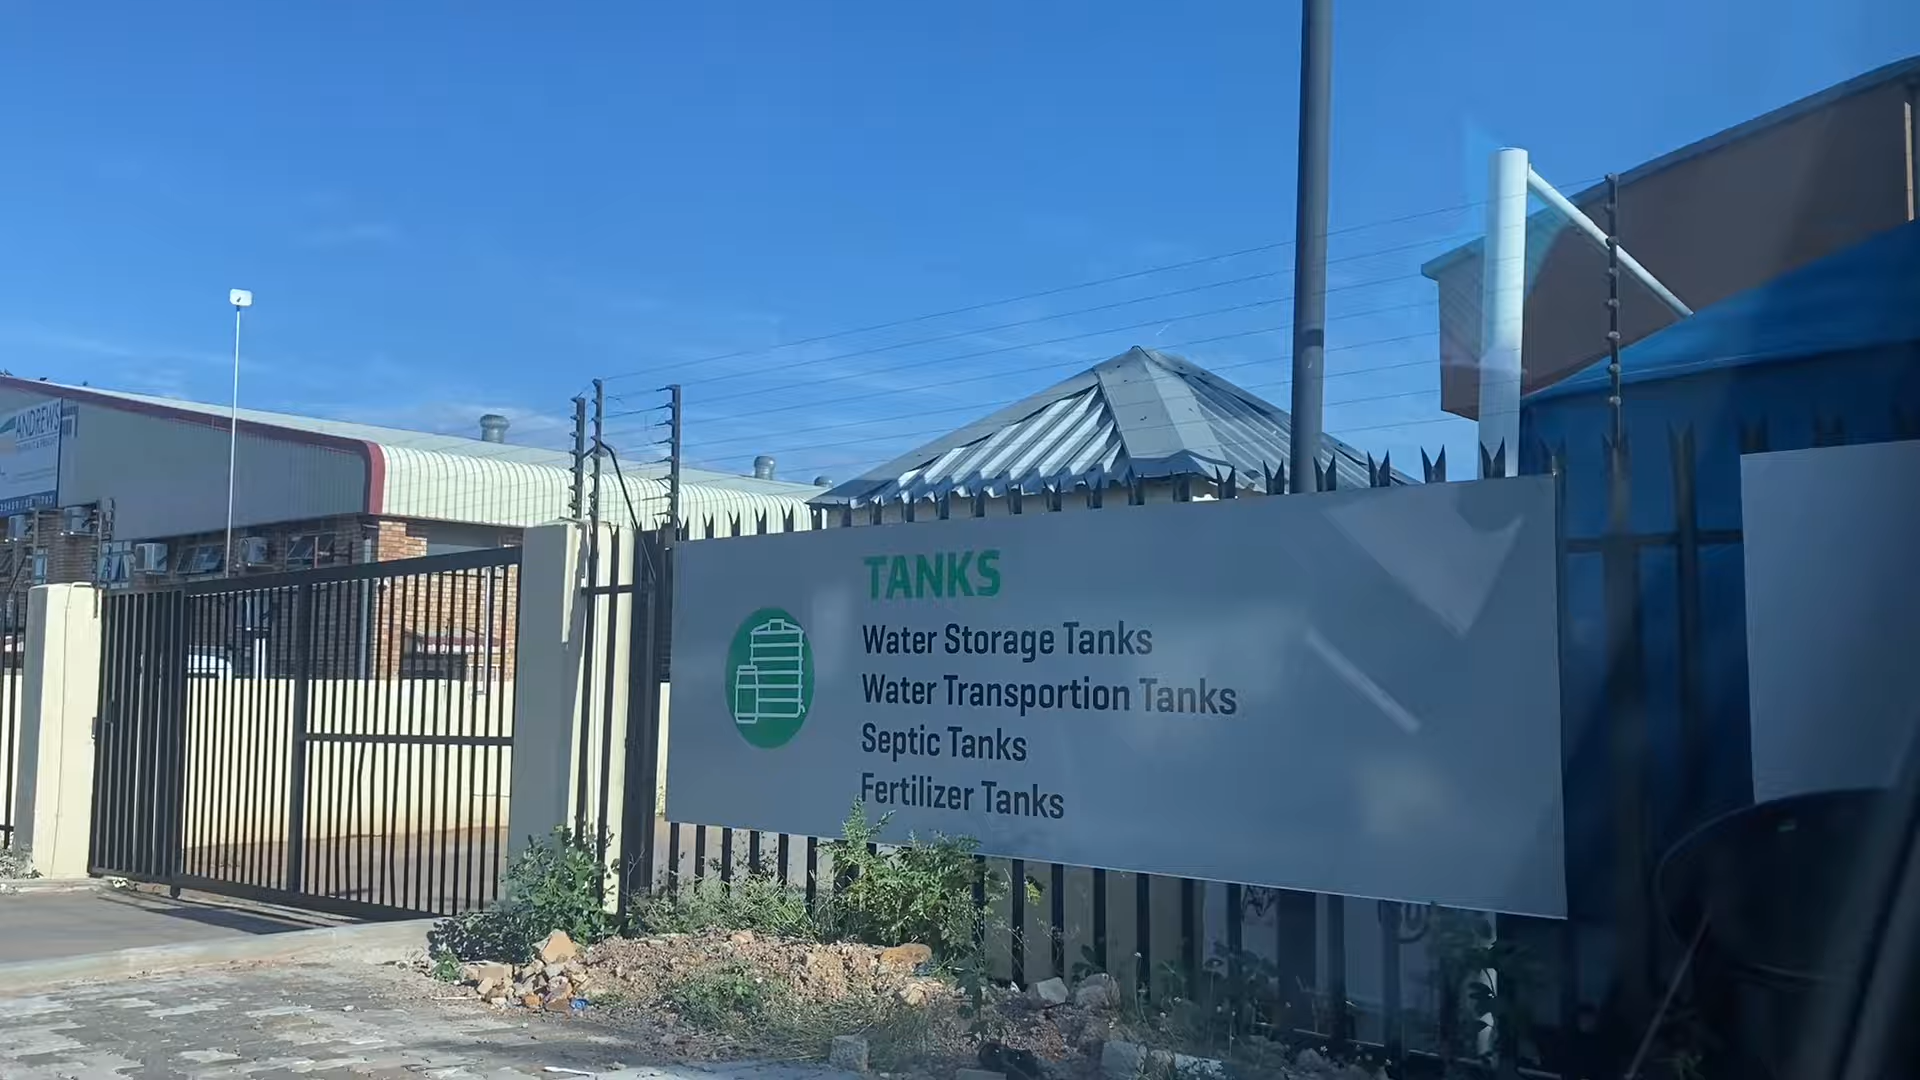 ANDREWS
TANKS
Water Storage Tanks
Water Transportion Tanks
Septic Tanks
Fertilizer Tanks